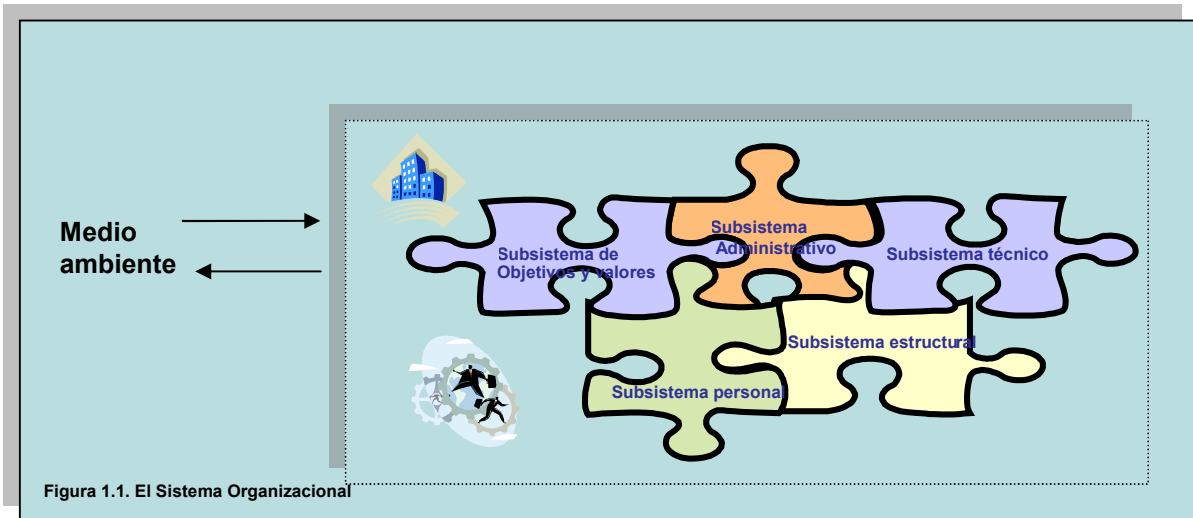 Medio
ambiente
Subsistema de
Objetivos y valores
Subsistema
Administrativo
Subsistema técnico
Subsistema personal
Subsistema estructural
Figura 1.1. El Sistema Organizacional